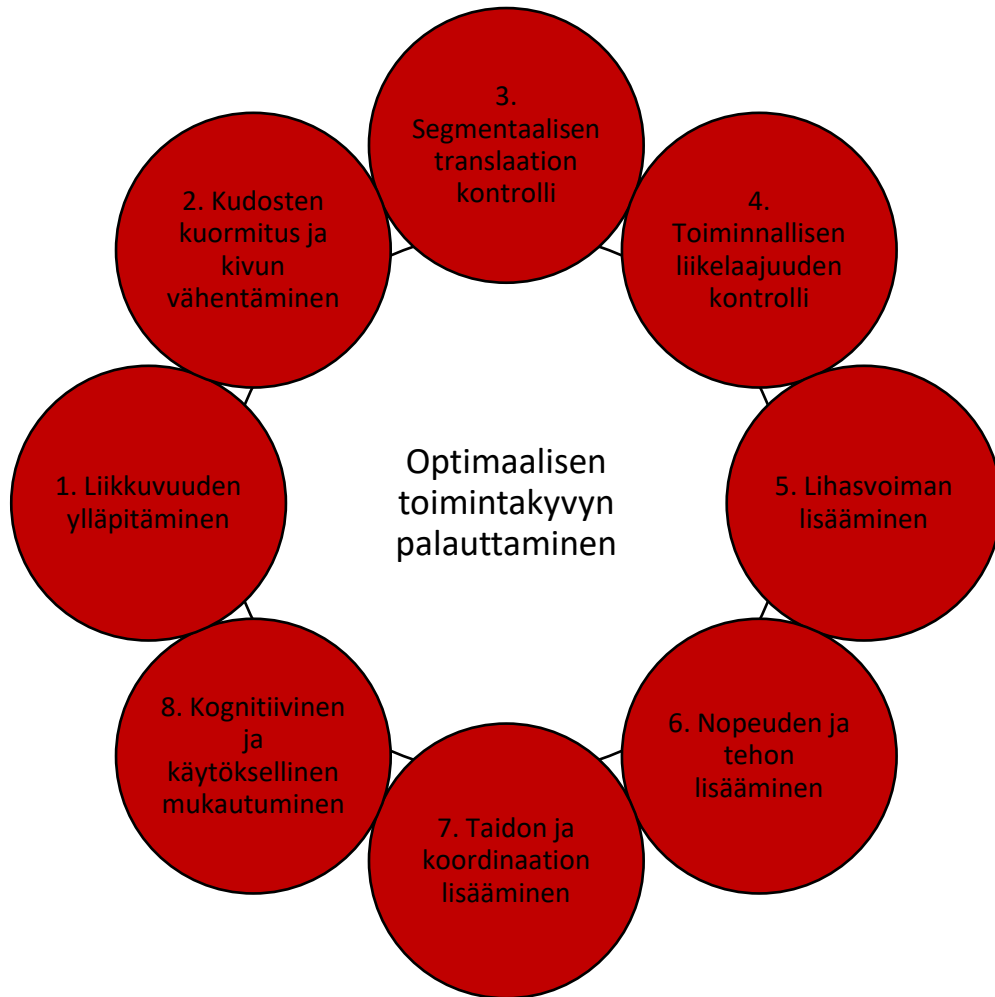 1. Liikkuvuuden
ylläpitäminen
2. Kudosten
kuormitus ja
kivun
vähentäminen
3.
Segmentaalisen
translaation
kontrolli
4.
Toiminnallisen
liikelaajuuden
kontrolli
5. Lihasvoiman
lisääminen
6. Nopeuden ja
tehon
lisääminen
7. Taidon ja
koordinaation
lisääminen
8. Kognitiivinen
ja
käytöksellinen
mukautuminen
Optimaalisen
toimintakyvyn
palauttaminen